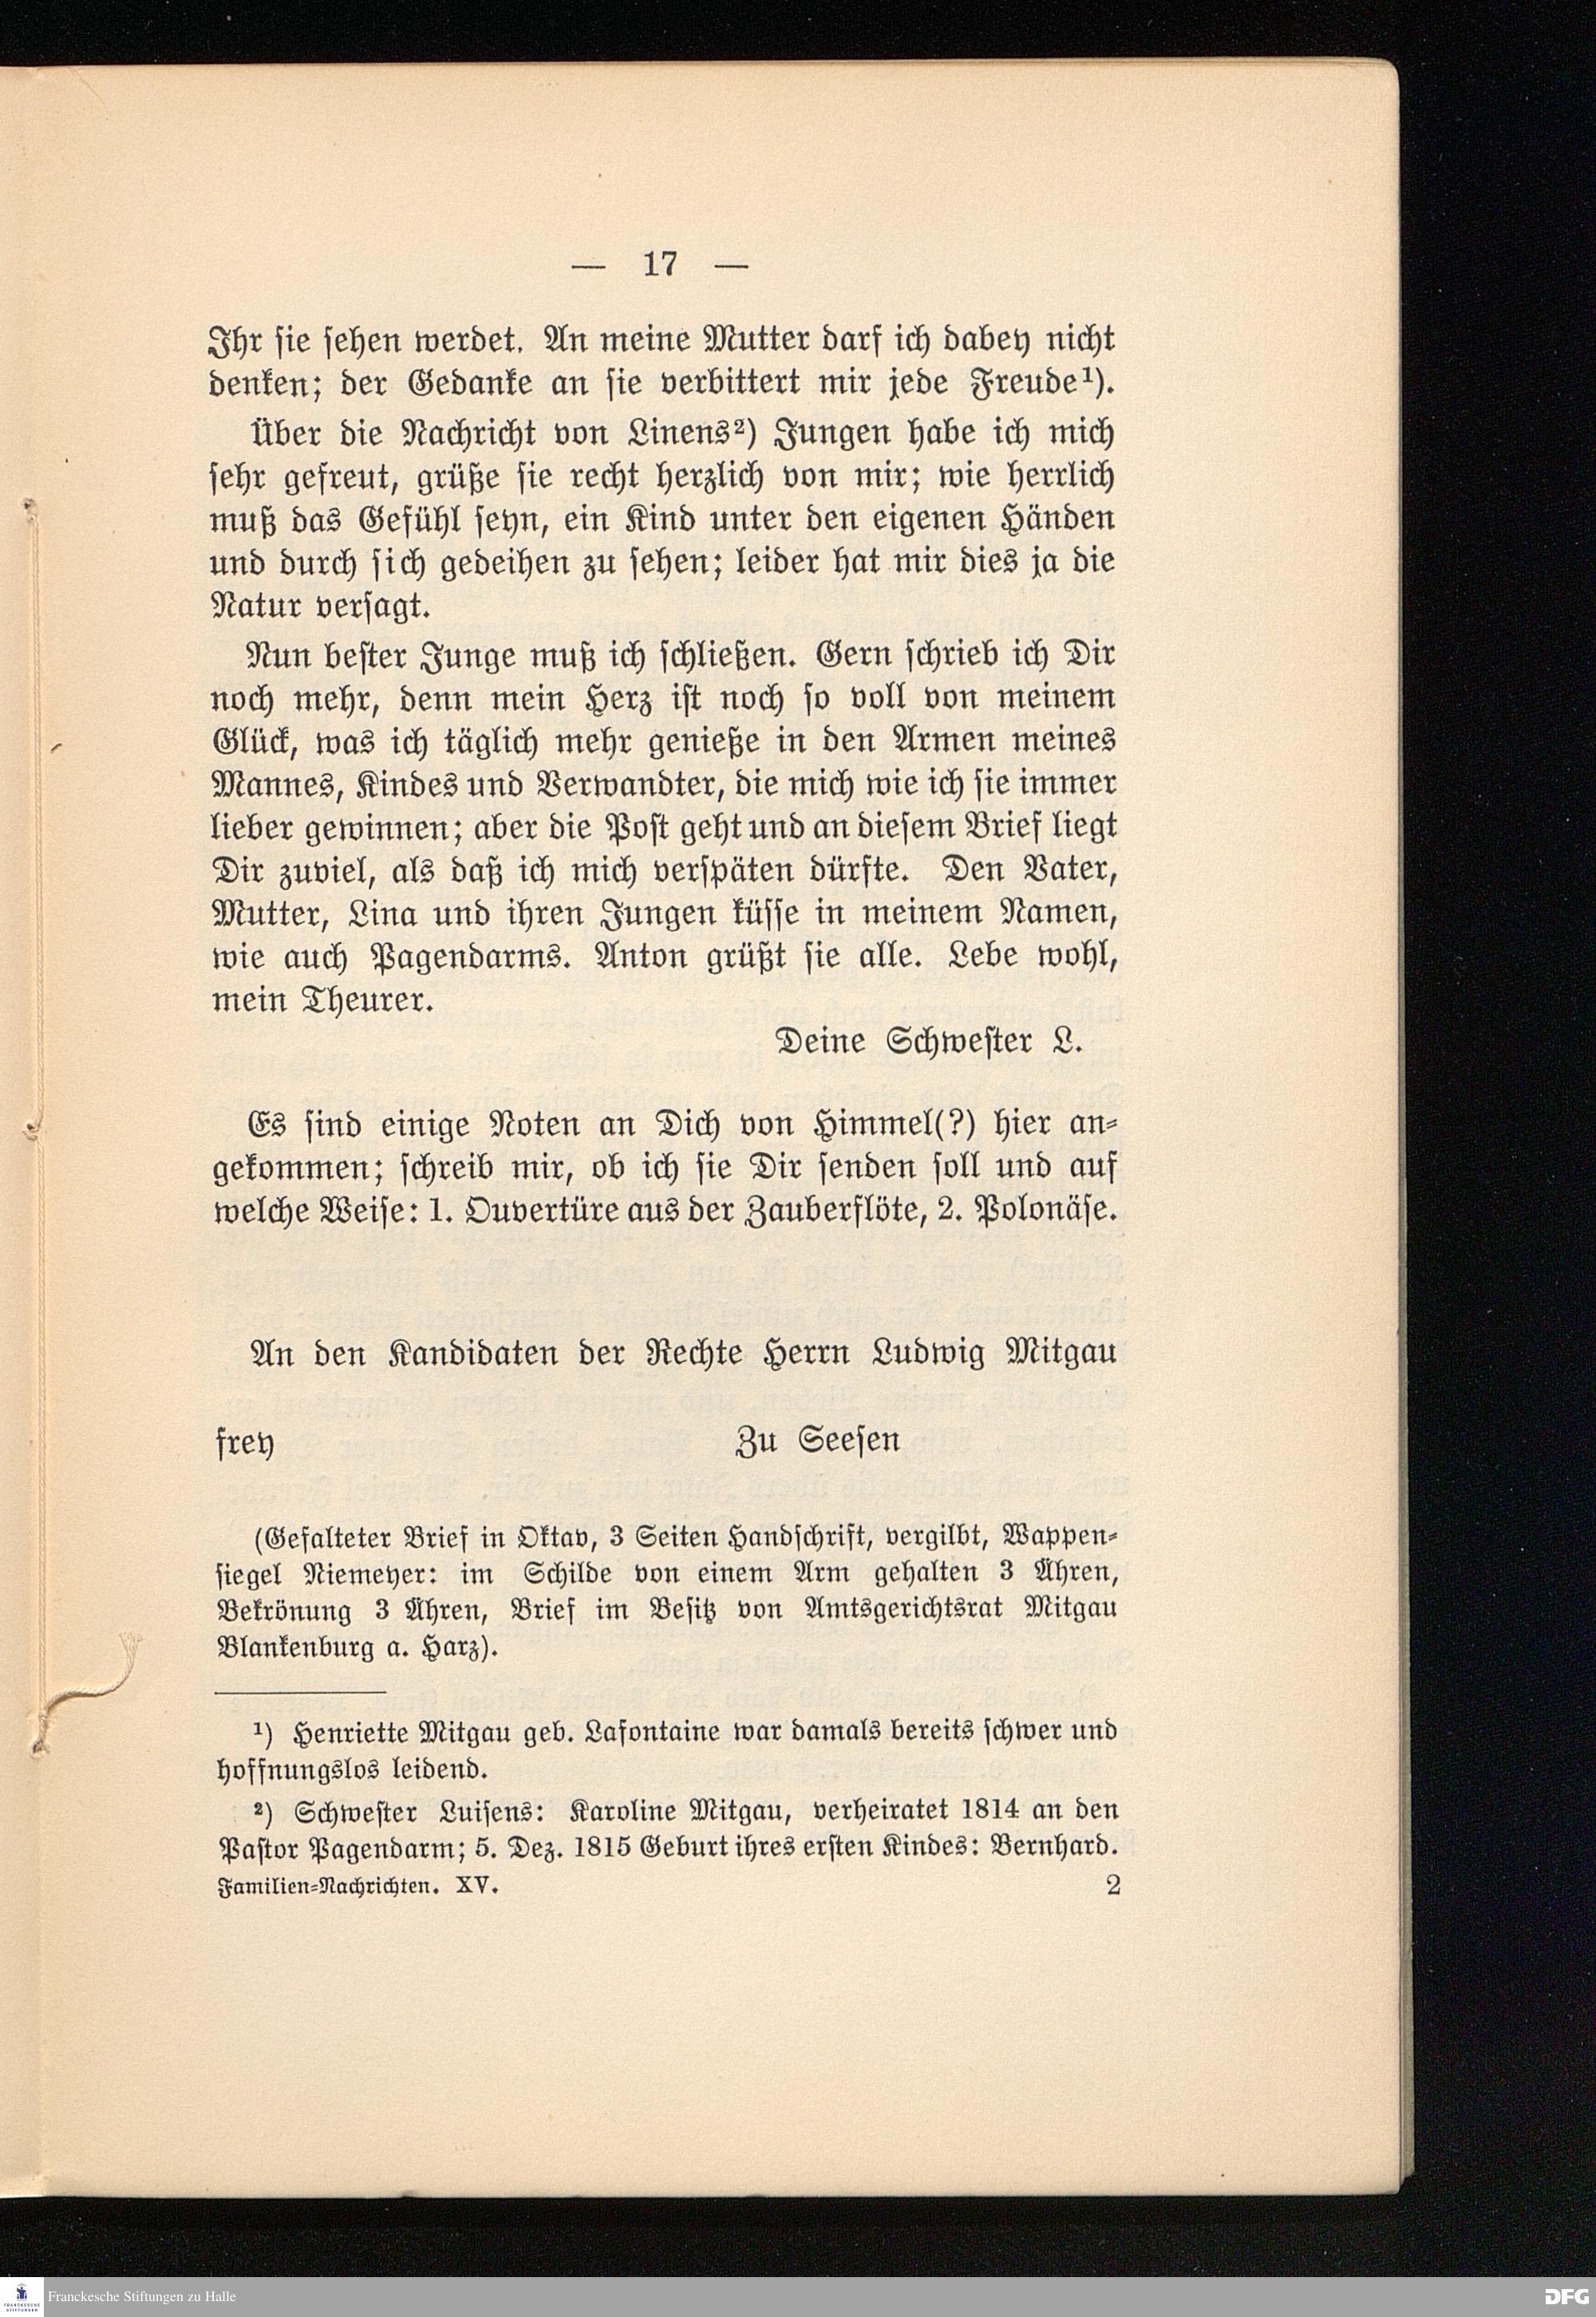 — 17 —
Ihr sie sehen werdet. An meine Mutter darf ich dabey nicht
denken; der Gedanke an sie verbittert mir jede Freude¹).
Über die Nachricht von Linens²) Jungen habe ich mich
sehr gefreut, grüße sie recht herzlich von mir; wie herrlich
muß das Gefühl seyn, ein Kind unter den eigenen Händen
und durch sich gedeihen zu sehen; leider hat mir dies ja die
Natur versagt.
Nun bester Junge muß ich schließen. Gern schrieb ich Dir
noch mehr, denn mein Herz ist noch so voll von meinem
Glück, was ich täglich mehr genieße in den Armen meines
Mannes, Kindes und Verwandter, die mich wie ich sie immer
lieber gewinnen; aber die Post geht und an diesem Brief liegt
Dir zuviel, als daß ich mich verspäten dürfte. Den Vater,
Mutter, Lina und ihren Jungen küsse in meinem Namen,
wie auch Pagendarms. Anton grüßt sie alle. Lebe wohl,
mein Theurer.
Deine Schwester L.
Es sind einige Noten an Dich von Himmel(?) hier an-
gekommen; schreib mir, ob ich sie Dir senden soll und auf
welche Weise: 1. Ouvertüre aus der Zauberflöte, 2. Polonäse.
An den Kandidaten der Rechte Herrn Ludwig Mitgau
frey Zu Seesen
(Gefalteter Brief in Oktav, 3 Seiten Handschrift, vergilbt, Wappen-
siegel Niemeyer: im Schilde von einem Arm gehalten 3 Ähren,
Bekrönung 3 Ähren, Brief im Besitz von Amtsgerichtsrat Mitgau
Blankenburg a. Harz).
¹) Henriette Mitgau geb. Lafontaine war damals bereits schwer und
hoffnungslos leidend.
²) Schwester Luisens: Karoline Mitgau, verheiratet 1814 an den
Pastor Pagendarm; 5. Dez. 1815 Geburt ihres ersten Kindes: Bernhard.
Familien-Nachrichten. XV. 2
FRANCKESCHE
STIFTUNGEN
Franckesche Stiftungen zu Halle
DFG